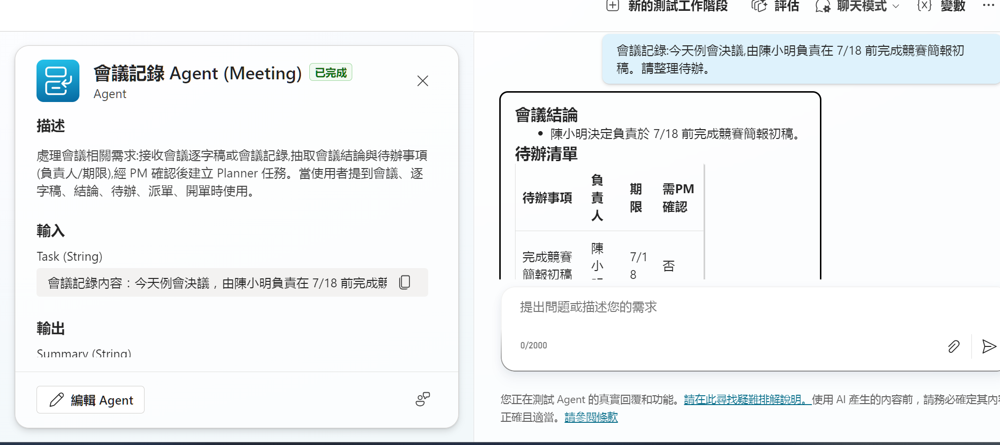 新的測試工作階段
評估
聊天模式
{x} 變數
會議記錄 Agent (Meeting) 已完成
Agent
描述
處理會議相關需求:接收會議逐字稿或會議記錄,抽取會議結論與待辦事項
(負責人/期限),經 PM 確認後建立 Planner 任務。當使用者提到會議、逐
字稿、結論、待辦、派單、開單時使用。
輸入
Task (String)
會議記錄內容：今天例會決議，由陳小明負責在 7/18 前完成競
輸出
Summary (String)
編輯 Agent
會議記錄:今天例會決議,由陳小明負責在 7/18 前完成競賽簡報初
稿。請整理待辦。
會議結論
• 陳小明決定負責於 7/18 前完成競賽簡報初稿。
待辦清單
待辦事項
負
責
人
期
限
需PM
確認
完成競賽
簡報初稿
陳
小
7/1
8
否
提出問題或描述您的需求
0/2000
您正在測試 Agent 的真實回覆和功能。請在此尋找疑難排解說明。使用 AI 產生的內容前，請務必確定其內
正確且適當。請參閱條款